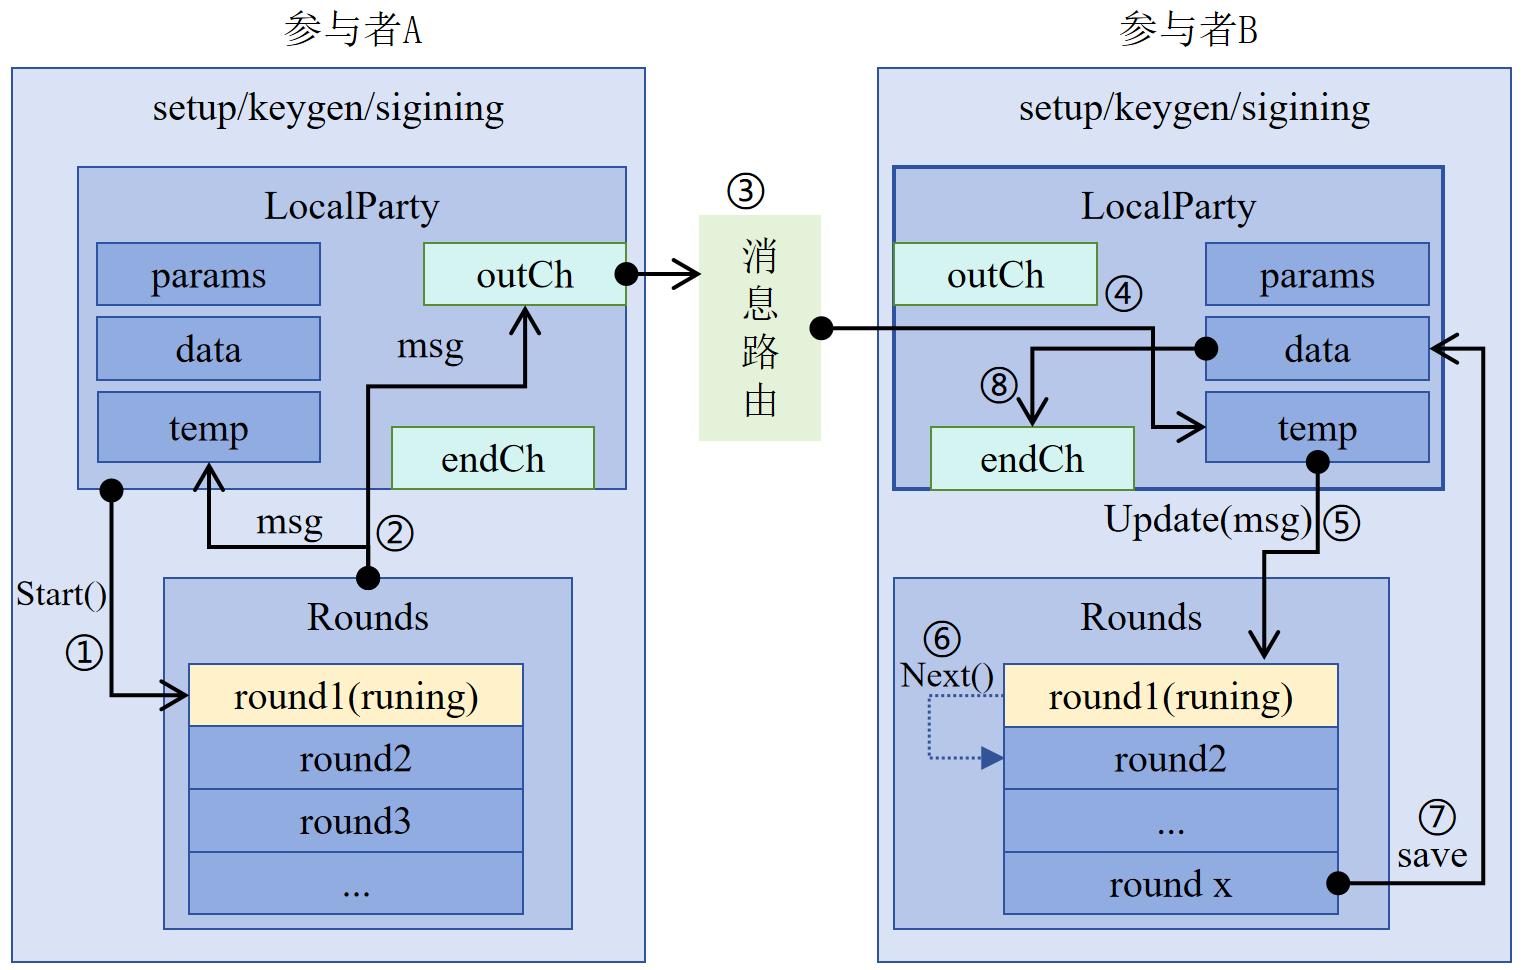 参与者A
setup/keygen/sigining
LocalParty
params
outCh
data
msg
temp
endCh
msg
②
Start()
①
Rounds
round1(runing)
round2
round3
...
③
消
息
路
由
参与者B
setup/keygen/sigining
LocalParty
outCh
④
params
data
⑧
temp
endCh
Update(msg)
⑤
Rounds
⑥
Next()
round1(runing)
round2
...
⑦
save
round x